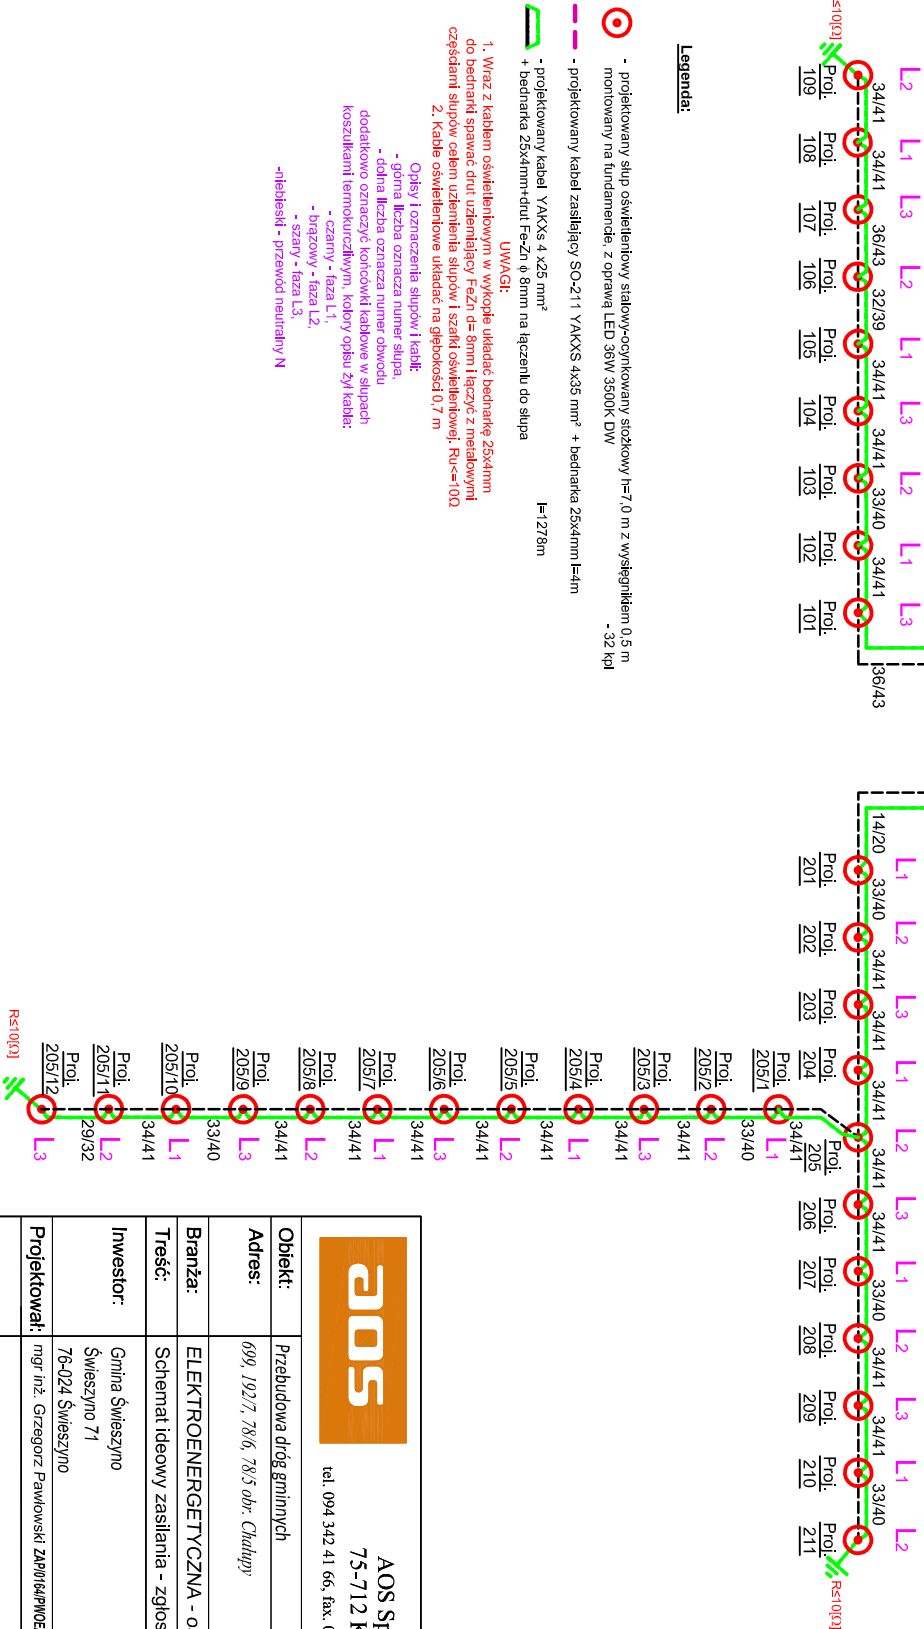 L2
L1
L3
L2
L1
L3
L2
L1
L3
34/41
34/41
36/43
32/39
34/41
34/41
33/40
34/41
36/43
Proj. 109
Proj. 108
Proj. 107
Proj. 106
Proj. 105
Proj. 104
Proj. 103
Proj. 102
Proj. 101
≤10[Ω]
L1
L2
L3
L1
L2
L3
L1
L2
L3
L1
L2
14/20
33/40
34/41
34/41
34/41
34/41
34/41
33/40
34/41
34/41
33/40
Proj. 201
Proj. 202
Proj. 203
Proj. 204
Proj. 205
Proj. 206
Proj. 207
Proj. 208
Proj. 209
Proj. 210
Proj. 211
R≤10[Ω]
Proj. 205/1
Proj. 205/2
Proj. 205/3
Proj. 205/4
Proj. 205/5
Proj. 205/6
Proj. 205/7
Proj. 205/8
Proj. 205/9
Proj. 205/10
Proj. 205/11
Proj. 205/12
34/41
33/40
34/41
34/41
34/41
34/41
34/41
34/41
33/40
34/41
29/32
L1
L2
L3
L1
L2
L3
L1
L2
L3
L1
L2
L3
R≤10[Ω]
Legenda:
- projektowany słup oświetleniowy stalowy-ocynkowany stożkowy h=7,0 m z wysięgnikiem 0,5 m
montowany na fundamencie, z oprawą LED 36W 3500K DW - 32 kpl
- projektowany kabel zasilający SO-211 YAKXS 4x35 mm² + bednarka 25x4mm l=4m
- projektowany kabel YAKXs 4 x25 mm² l=1278m
+ bednarka 25x4mm+drut Fe-Zn ϕ 8mm na łączeniu do słupa
UWAGI:
1. Wraz z kablem oświetleniowym w wykopie układać bednarkę 25x4mm
do bednarki spawać drut uziemiający FeZn d= 8mm i łączyć z metalowymi
częściami słupów celem uziemienia słupów i szafki oświetleniowej. Ru<=10Ω
2. Kable oświetleniowe układać na głębokości 0,7 m
Opisy i oznaczenia słupów i kabli:
- górna liczba oznacza numer słupa,
- dolna liczba oznacza numer obwodu
dodatkowo oznaczyć końcówki kablowe w słupach
koszulkami termokurczliwym, kolory opisu żył kabla:
- czarny - faza L1,
- brązowy - faza L2,
- szary - faza L3,
-niebieski - przewód neutralny N
aos
AOS Sp
75-712 K
tel. 094 342 41 66, fax.
Obiekt: Przebudowa dróg gminnych
Adres: 699, 192/7, 78/6, 78/5 obr. Chałupy
Branża: ELEKTROENERGETYCZNA - o
Treść: Schemat ideowy zasilania - zgłos
Inwestor: Gmina Świeszyno
Świeszyno 71
76-024 Świeszyno
Projektował: mgr inż. Grzegorz Pawłowski ZAP/0164/PWOE